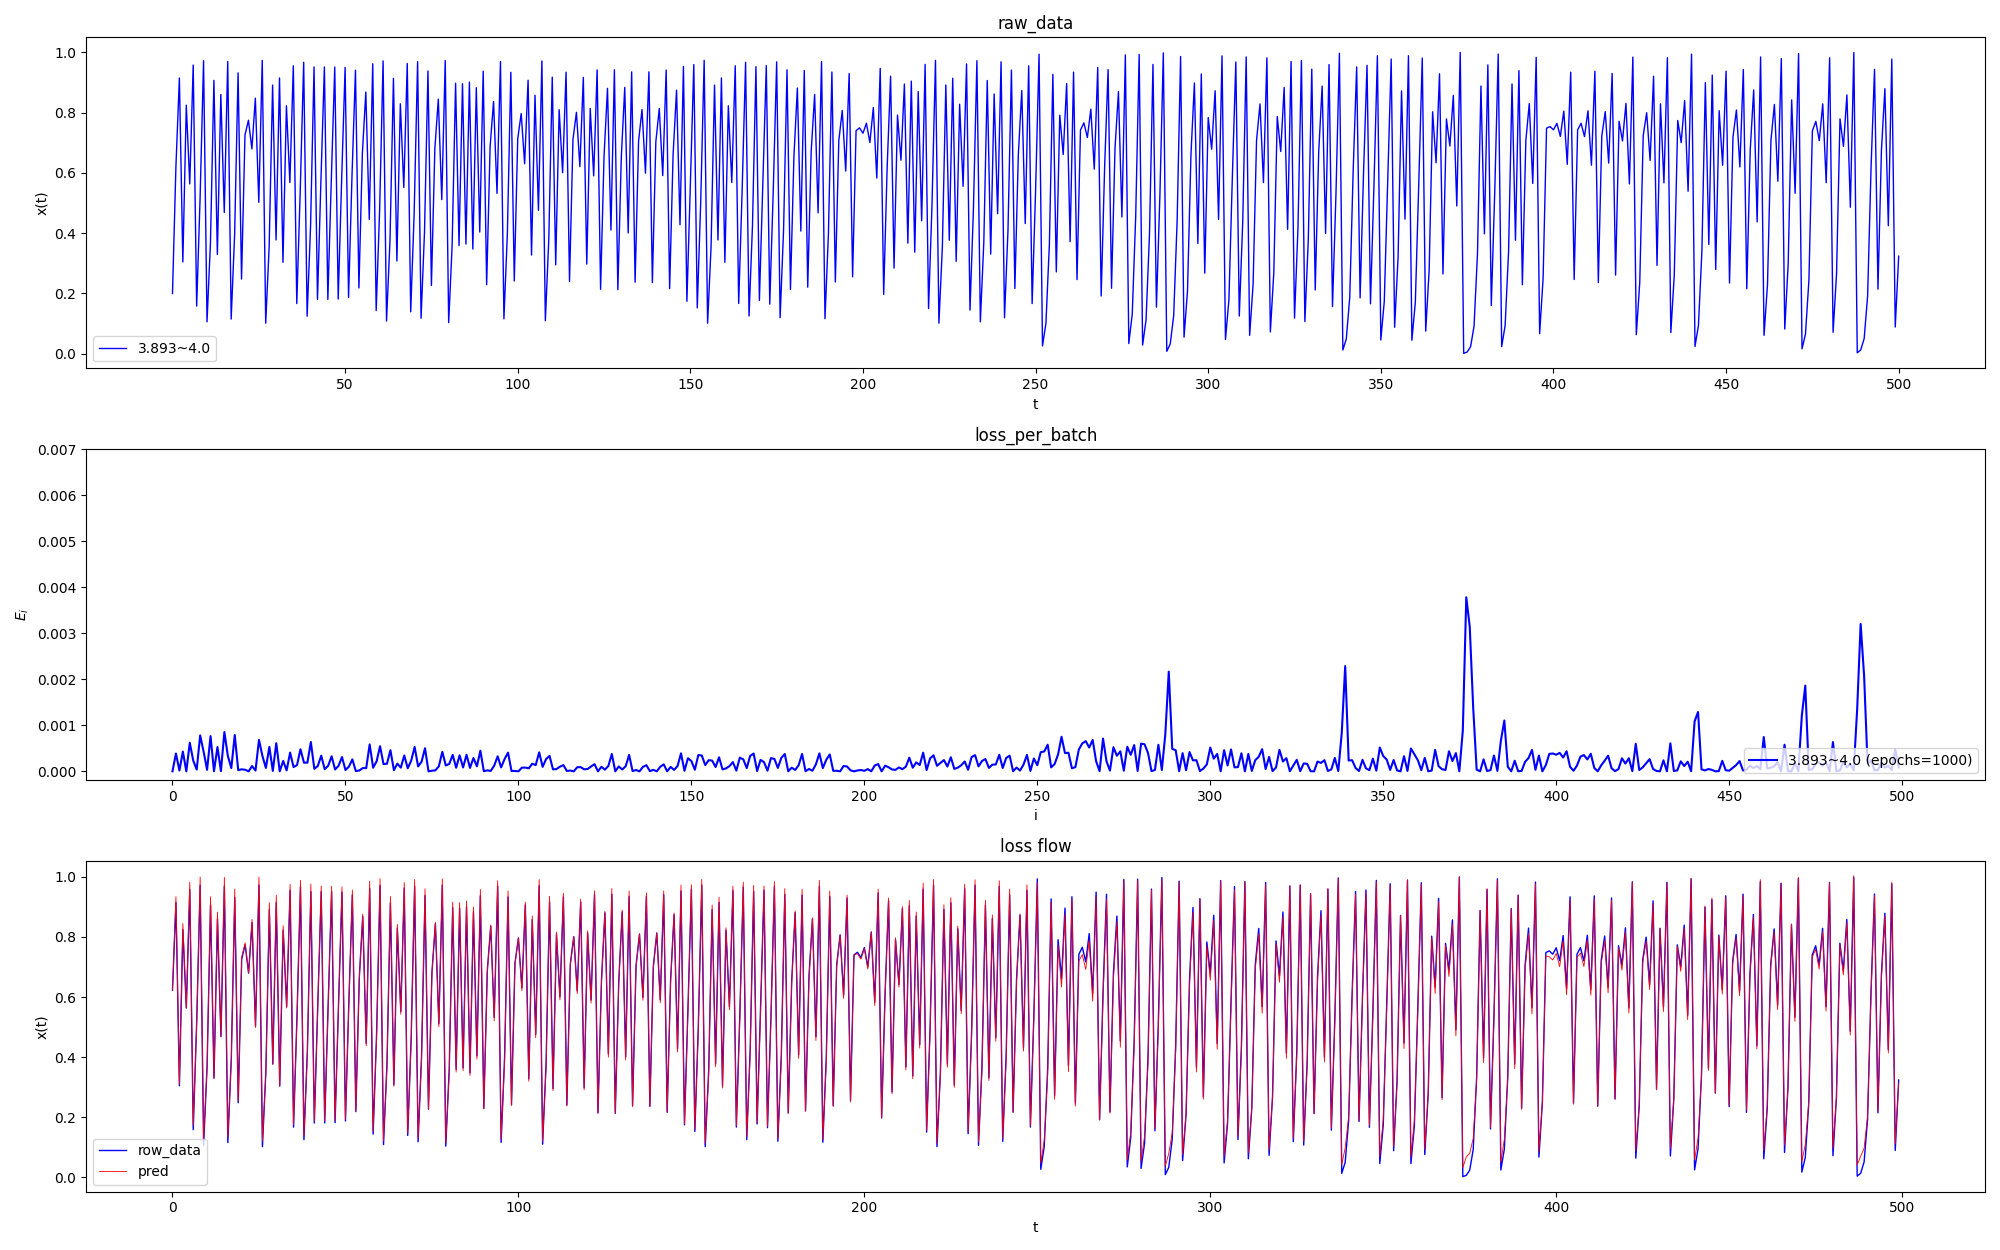 raw_data
1.0
0.8
0.6
0.4
0.2
0.0
x(t)
3.893~4.0
50 100 150 200 250 300 350 400 450 500
t
loss_per_batch
0.007
0.006
0.005
0.004
0.003
0.002
0.001
0.000
E_i
3.893~4.0 (epochs=1000)
0 50 100 150 200 250 300 350 400 450 500
i
loss flow
1.0
0.8
0.6
0.4
0.2
0.0
x(t)
row_data
pred
0 100 200 300 400 500
t